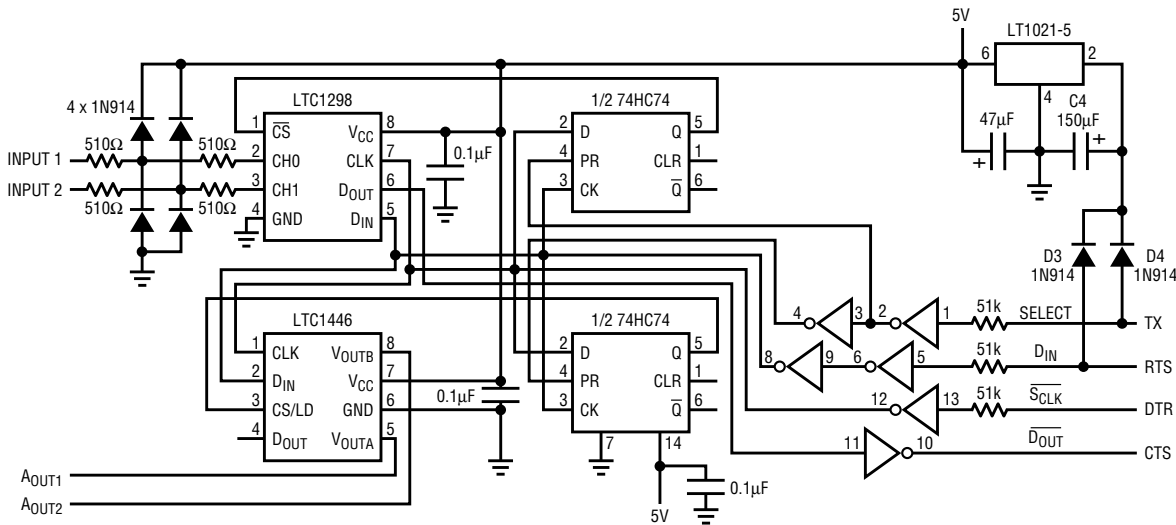 5V
LT1021-5
6
2
4
47µF
+
C4
150µF
+
4 x 1N914
510Ω
510Ω
INPUT 1
INPUT 2
510Ω
510Ω
LTC1298
1
C̅S̅
VCC
8
2
CH0
CLK
7
3
CH1
DOUT
6
4
GND
DIN
5
0.1µF
1/2 74HC74
2
D
Q
5
4
PR
CLR
1
3
CK
Q̅
6
D3
1N914
D4
1N914
LTC1446
1
CLK
VOUTB
8
2
DIN
VCC
7
3
CS/LD
GND
6
4
DOUT
VOUTA
5
0.1µF
1/2 74HC74
2
D
Q
5
4
PR
CLR
1
3
CK
Q̅
6
7
14
5V
0.1µF
4
3
2
1
51k
SELECT
TX
8
9
6
5
51k
DIN
RTS
12
13
51k
S̅C̅L̅K̅
DTR
11
10
D̅O̅U̅T̅
CTS
AOUT1
AOUT2